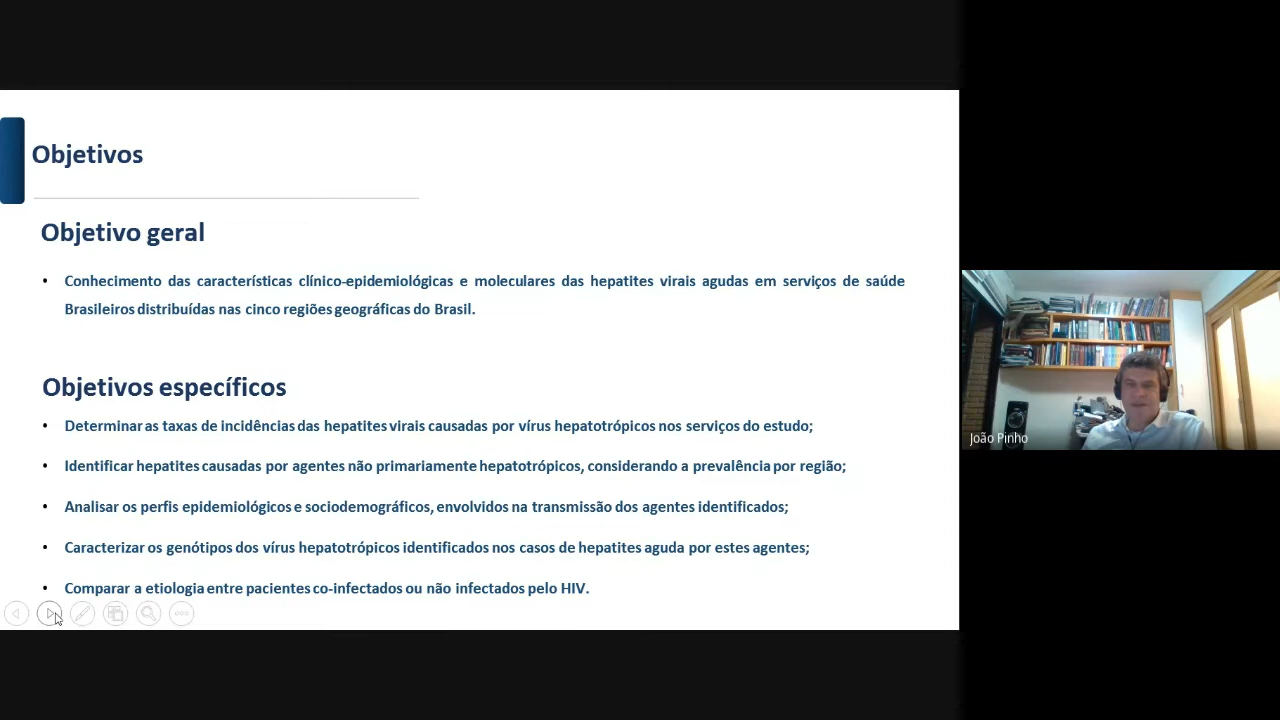 Objetivos
Objetivo geral
• Conhecimento das características clínico-epidemiológicas e moleculares das hepatites virais agudas em serviços de saúde
Brasileiros distribuídas nas cinco regiões geográficas do Brasil.
Objetivos específicos
• Determinar as taxas de incidências das hepatites virais causadas por vírus hepatotrópicos nos serviços do estudo;
• Identificar hepatites causadas por agentes não primariamente hepatotrópicos, considerando a prevalência por região;
• Analisar os perfis epidemiológicos e sociodemográficos, envolvidos na transmissão dos agentes identificados;
• Caracterizar os genótipos dos vírus hepatotrópicos identificados nos casos de hepatites aguda por estes agentes;
• Comparar a etiologia entre pacientes co-infectados ou não infectados pelo HIV.
João Pinho